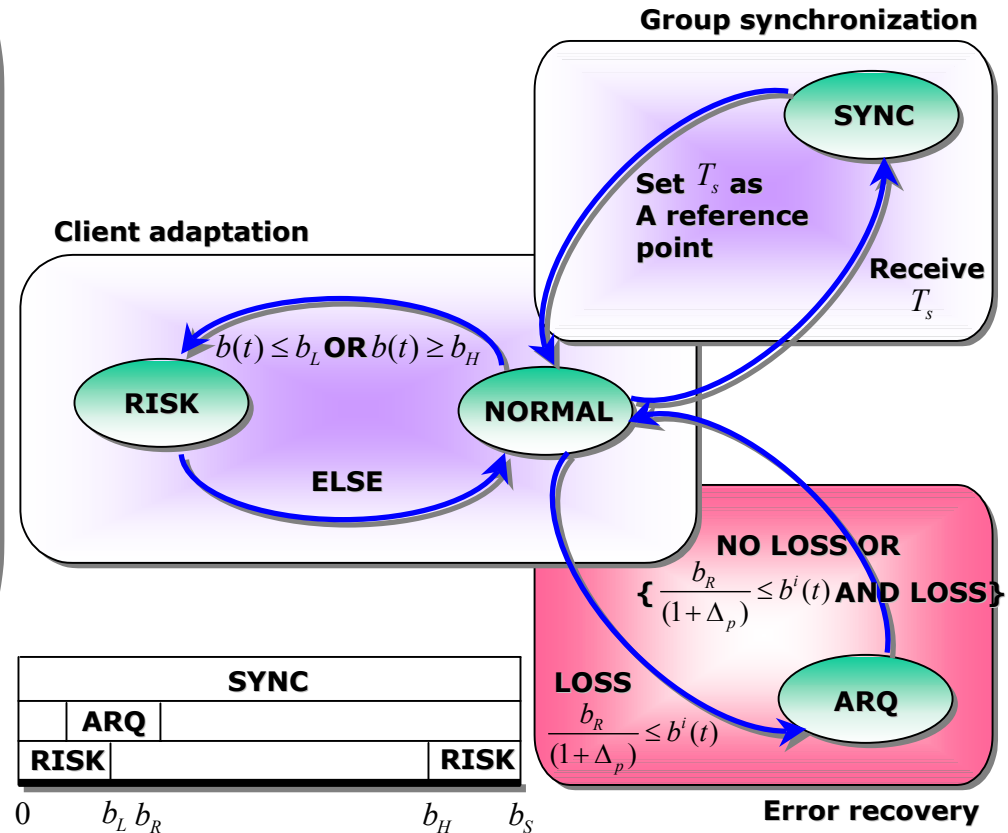 Group synchronization
SYNC
Set T_s as
A reference
point
Receive
T_s
Client adaptation
b(t) ≤ b_L OR b(t) ≥ b_H
RISK
NORMAL
ELSE
NO LOSS OR
{ b_R / (1 + Δ_p) ≤ b^i(t) AND LOSS}
LOSS
b_R / (1 + Δ_p) ≤ b^i(t)
ARQ
Error recovery
SYNC
ARQ
RISK RISK
0 b_L b_R b_H b_S